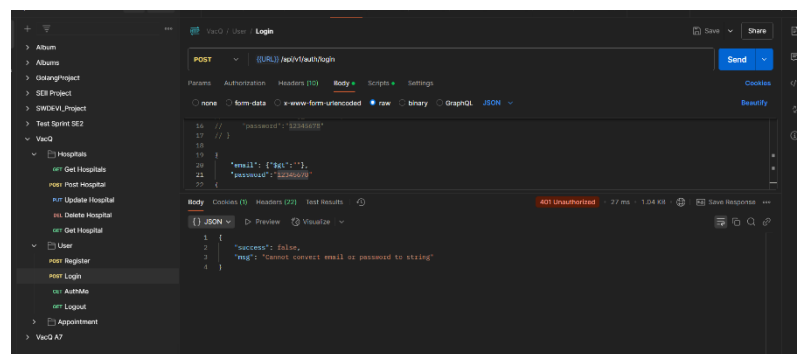 VacQ / User / Login
Save
Share
POST
{{URL}} /api/v1/auth/login
Send
Params Authorization Headers (10) Body Scripts Settings
Cookies
none form-data x-www-form-urlencoded raw binary GraphQL JSON
Beautify
16 // "password":"12345678"
17 // }
18
19 {
20 "email": {"$gt":""},
21 "password":"12345678"
22 {
Body Cookies (1) Headers (22) Test Results
401 Unauthorized 27 ms 1.04 KB Save Response
{} JSON Preview Visualize
1 {
2 "success": false,
3 "msg": "Cannot convert email or password to string"
4 }
Album
Albums
GolangProject
SEII Project
SWDEVI_Project
Test Sprint SE2
VacQ
Hospitals
GET Get Hospitals
POST Post Hospital
PUT Update Hospital
DEL Delete Hospital
GET Get Hospital
User
POST Register
POST Login
GET AuthMe
GET Logout
Appointment
VacQ A7